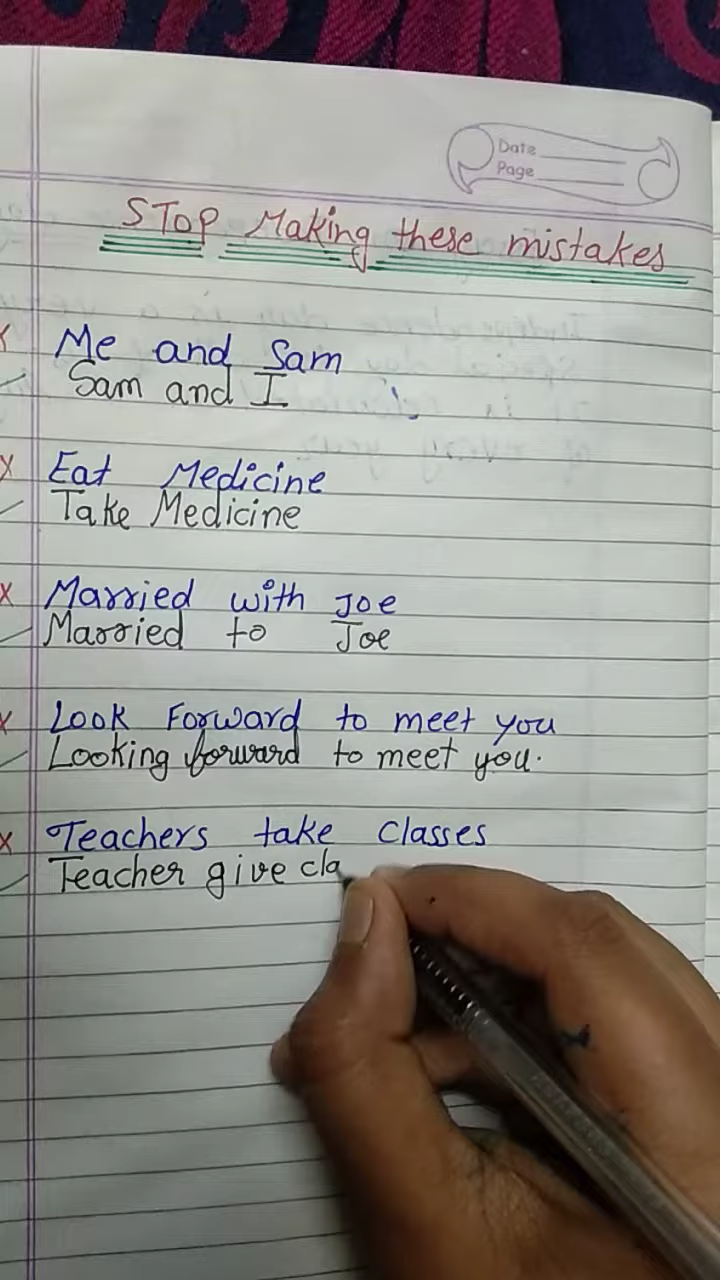 Date
Page
STOP Making these mistakes
x Me and Sam
✓ Sam and I
x Eat Medicine
✓ Take Medicine
x Married with Joe
✓ Married to Joe
x Look Forward to meet you
✓ Looking forward to meet you.
x Teachers take classes
✓ Teacher give cla